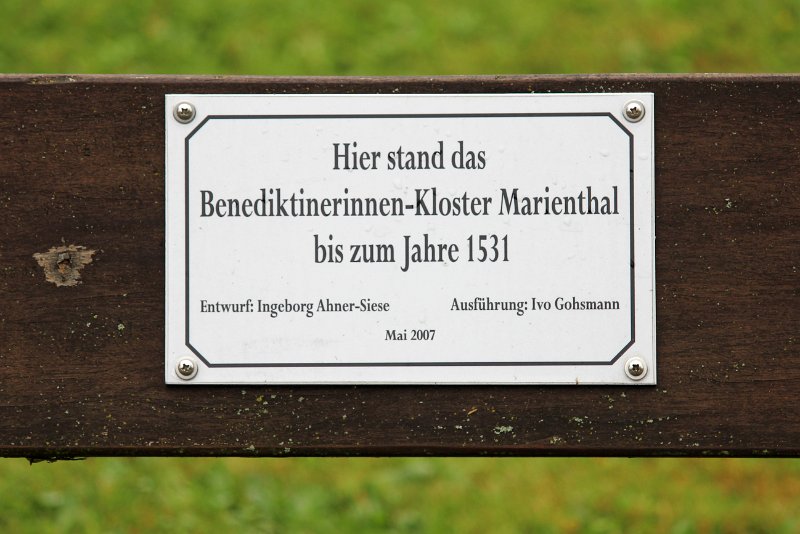 Hier stand das
Benediktinerinnen-Kloster Marienthal
bis zum Jahre 1531
Entwurf: Ingeborg Ahner-Siese Ausführung: Ivo Gohsmann
Mai 2007